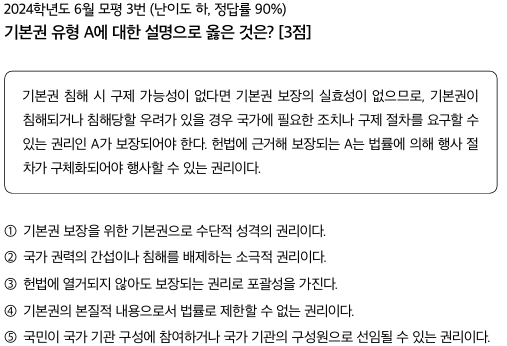 2024학년도 6월 모평 3번 (난이도 하, 정답률 90%)
기본권 유형 A에 대한 설명으로 옳은 것은? [3점]
기본권 침해 시 구제 가능성이 없다면 기본권 보장의 실효성이 없으므로, 기본권이
침해되거나 침해당할 우려가 있을 경우 국가에 필요한 조치나 구제 절차를 요구할 수
있는 권리인 A가 보장되어야 한다. 헌법에 근거해 보장되는 A는 법률에 의해 행사 절
차가 구체화되어야 행사할 수 있는 권리이다.
① 기본권 보장을 위한 기본권으로 수단적 성격의 권리이다.
② 국가 권력의 간섭이나 침해를 배제하는 소극적 권리이다.
③ 헌법에 열거되지 않아도 보장되는 권리로 포괄성을 가진다.
④ 기본권의 본질적 내용으로서 법률로 제한할 수 없는 권리이다.
⑤ 국민이 국가 기관 구성에 참여하거나 국가 기관의 구성원으로 선임될 수 있는 권리이다.